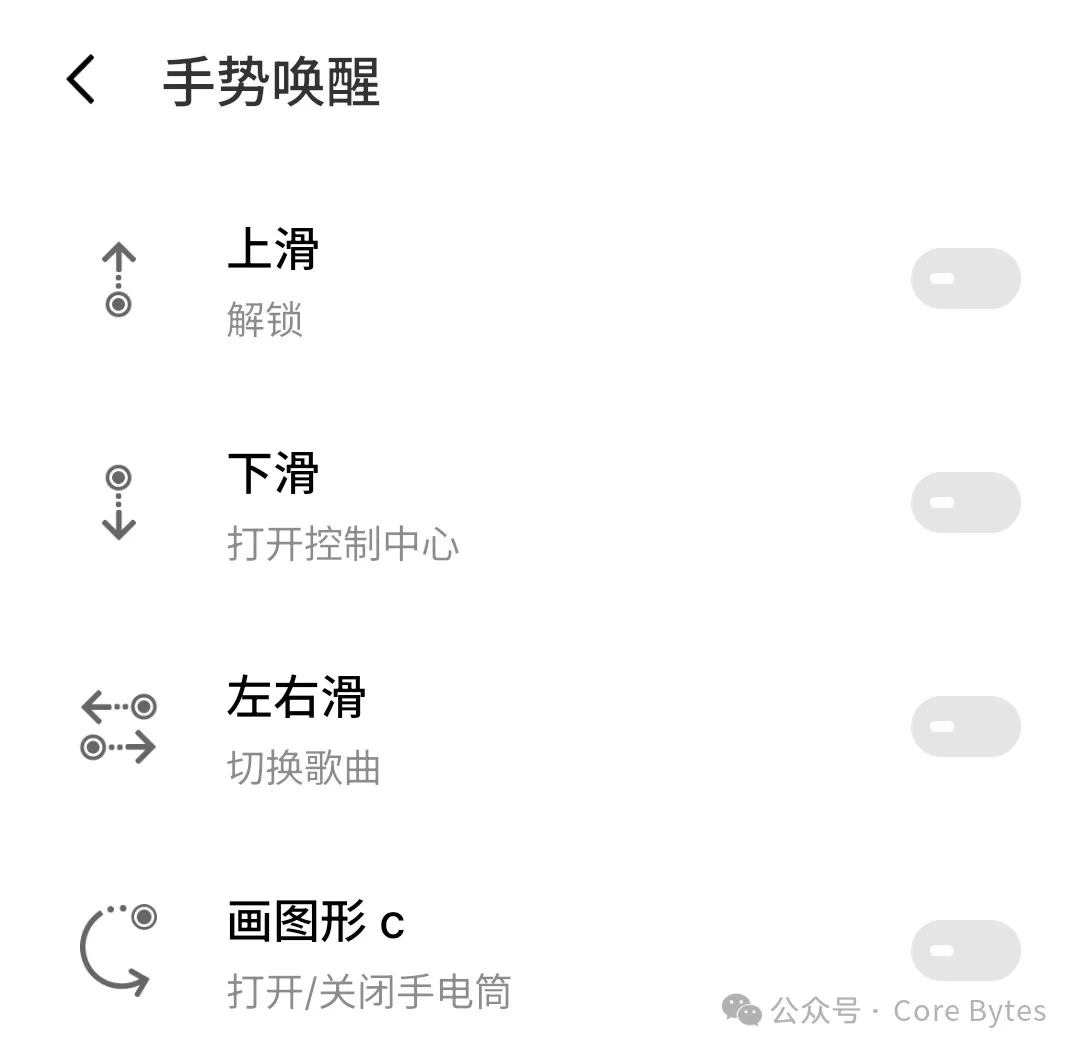 手势唤醒
上滑
解锁
下滑
打开控制中心
左右滑
切换歌曲
画图形 c
打开/关闭手电筒
公众号 · Core Bytes